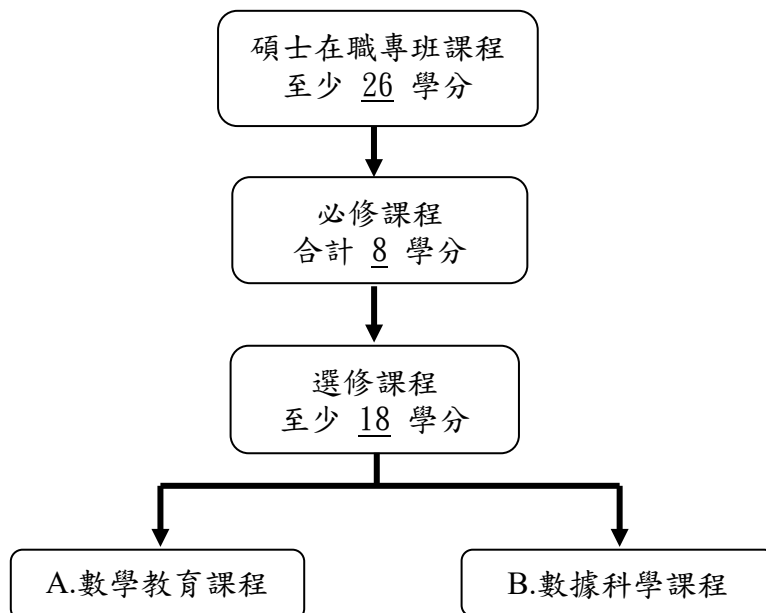 碩士在職專班課程
至少 26 學分
必修課程
合計 8 學分
選修課程
至少 18 學分
A.數學教育課程
B.數據科學課程